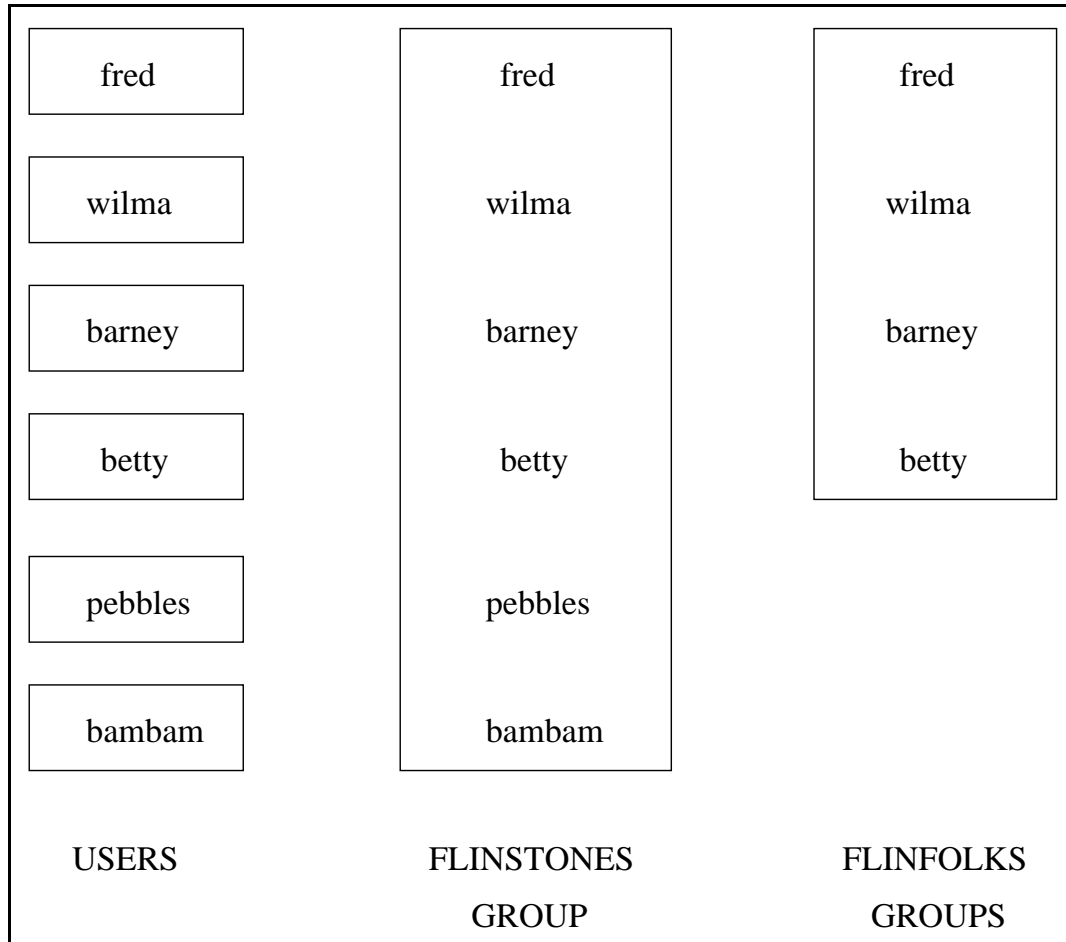 fred fred fred
wilma wilma wilma
barney barney barney
betty betty betty
pebbles pebbles
bambam bambam
USERS FLINSTONES FLINFOLKS
GROUP GROUPS